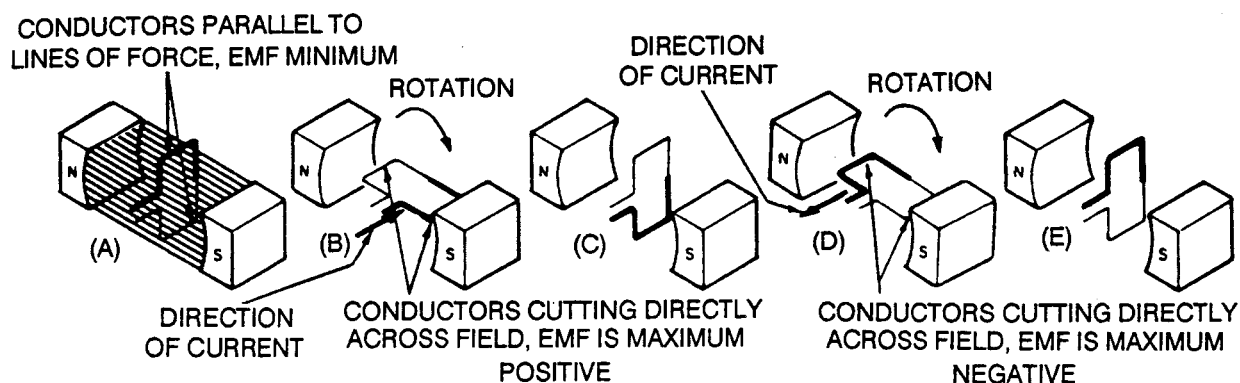 CONDUCTORS PARALLEL TO
LINES OF FORCE, EMF MINIMUM
ROTATION
DIRECTION
OF CURRENT
ROTATION
N
S
(A)
N
S
(B)
N
S
(C)
N
S
(D)
N
S
(E)
DIRECTION
OF CURRENT
CONDUCTORS CUTTING DIRECTLY
ACROSS FIELD, EMF IS MAXIMUM
POSITIVE
CONDUCTORS CUTTING DIRECTLY
ACROSS FIELD, EMF IS MAXIMUM
NEGATIVE